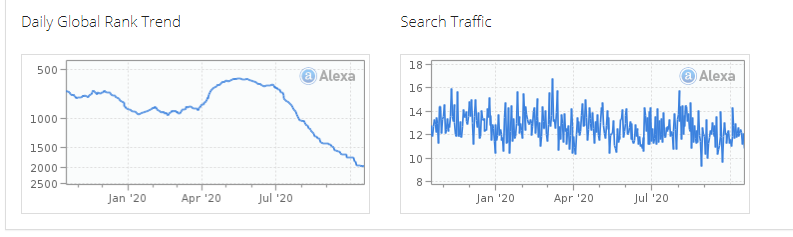 Daily Global Rank Trend
Search Traffic
500
1000
1500
2000
2500
Jan '20
Apr '20
Jul '20
a Alexa
18
16
14
12
10
8
Jan '20
Apr '20
Jul '20
a Alexa